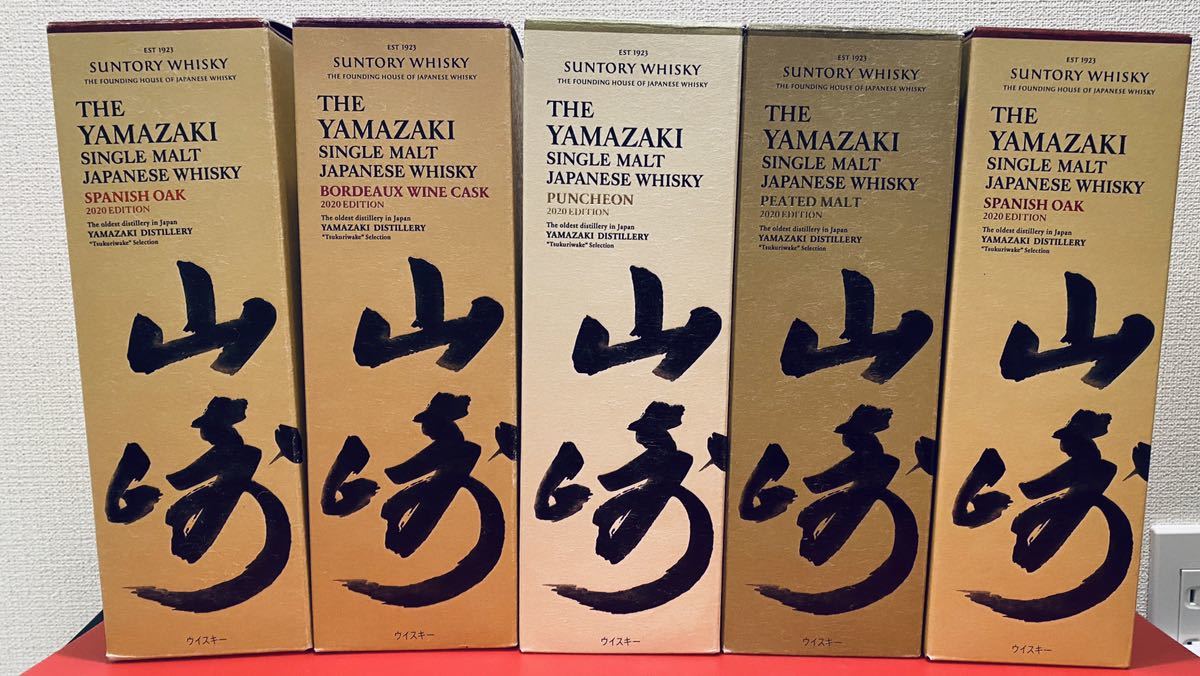 EST 1923
SUNTORY WHISKY
THE FOUNDING HOUSE OF JAPANESE WHISKY
THE
YAMAZAKI
SINGLE MALT
JAPANESE WHISKY
SPANISH OAK
2020 EDITION
The oldest distillery in Japan
YAMAZAKI DISTILLERY
"Tsukuriwake" Selection
山
崎
ウイスキー
EST 1923
SUNTORY WHISKY
THE FOUNDING HOUSE OF JAPANESE WHISKY
THE
YAMAZAKI
SINGLE MALT
JAPANESE WHISKY
BORDEAUX WINE CASK
2020 EDITION
The oldest distillery in Japan
YAMAZAKI DISTILLERY
"Tsukuriwake" Selection
山
崎
ウイスキー
EST 1923
SUNTORY WHISKY
THE FOUNDING HOUSE OF JAPANESE WHISKY
THE
YAMAZAKI
SINGLE MALT
JAPANESE WHISKY
PUNCHEON
2020 EDITION
The oldest distillery in Japan
YAMAZAKI DISTILLERY
"Tsukuriwake" Selection
山
崎
ウイスキー
EST 1923
SUNTORY WHISKY
THE FOUNDING HOUSE OF JAPANESE WHISKY
THE
YAMAZAKI
SINGLE MALT
JAPANESE WHISKY
PEATED MALT
2020 EDITION
The oldest distillery in Japan
YAMAZAKI DISTILLERY
"Tsukuriwake" Selection
山
崎
ウイスキー
EST 1923
SUNTORY WHISKY
THE FOUNDING HOUSE OF JAPANESE WHISKY
THE
YAMAZAKI
SINGLE MALT
JAPANESE WHISKY
SPANISH OAK
2020 EDITION
The oldest distillery in Japan
YAMAZAKI DISTILLERY
"Tsukuriwake" Selection
山
崎
ウイスキー